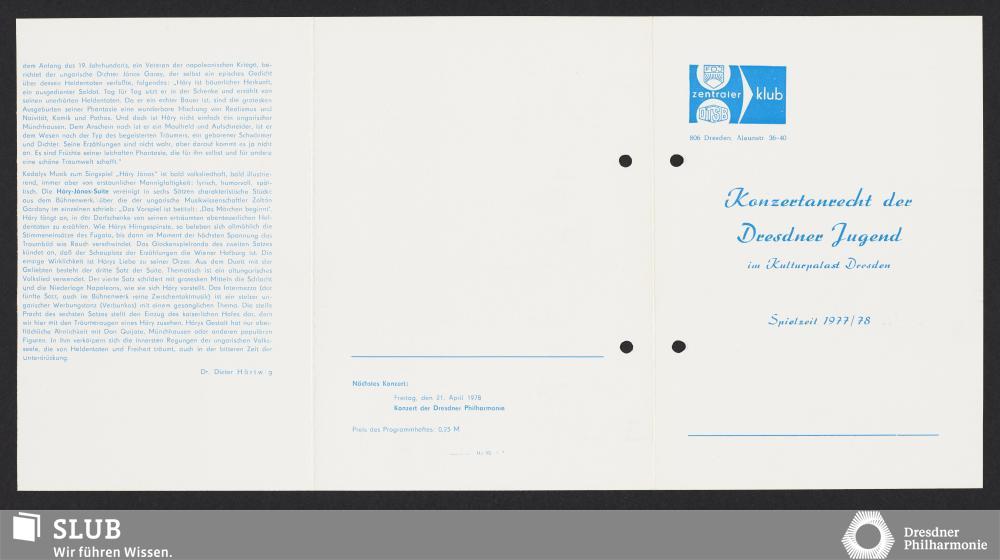 dem Anfang des 19. Jahrhunderts, ein Veteran der napoleonischen Kriege, be-
richtet der ungarische Dichter János Garay, der selbst ein episches Gedicht
über dessen Heldentaten verfaßte, folgendes: „Háry ist bäuerlicher Herkunft,
ein ausgedienter Soldat. Tag für Tag sitzt er in der Schenke und erzählt von
seinen unerhörten Heldentaten. Da er ein echter Bauer ist, sind die grotesken
Ausgeburten seiner Phantasie eine wunderbare Mischung von Realismus und
Naivität, Komik und Pathos. Und doch ist Háry nicht einfach ein ungarischer
Münchhausen. Dem Anschein nach ist er ein Maulheld und Aufschneider, ist er
dem Wesen nach der Typ des begeisterten Träumers, ein geborener Schwärmer
und Dichter. Seine Erzählungen sind nicht wahr, aber darauf kommt es ja nicht
an. Es sind Früchte seiner lebhaften Phantasie, die für ihn selbst und für andere
eine schöne Traumwelt schafft."
Kodalys Musik zum Singspiel „Háry János" ist bald volksliedhaft, bald illustrie-
rend, immer aber von erstaunlicher Mannigfaltigkeit: lyrisch, humorvoll, spöt-
tisch. Die Háry-János-Suite vereinigt in sechs Sätzen charakteristische Stücke
aus dem Bühnenwerk, über die der ungarische Musikwissenschaftler Zoltán
Gárdony im einzelnen schrieb: „Das Vorspiel ist betitelt: ‚Das Märchen beginnt'.
Háry fängt an, in der Dorfschenke von seinen erträumten abenteuerlichen Hel-
dentaten zu erzählen. Wie Hárys Hirngespinste, so beleben sich allmählich die
Stimmeneinsätze des Fugato, bis dann im Moment der höchsten Spannung das
Traumbild wie Rauch verschwindet. Das Glockenspielrondo des zweiten Satzes
kündet an, daß der Schauplatz der Erzählungen die Wiener Hofburg ist. Die
einzige Wirklichkeit ist Hárys Liebe zu seiner Örzse. Aus dem Duett mit der
Geliebten besteht der dritte Satz der Suite. Thematisch ist ein altungarisches
Volkslied verwendet. Der vierte Satz schildert mit grotesken Mitteln die Schlacht
und die Niederlage Napoleons, wie sie sich Háry vorstellt. Das Intermezzo (der
fünfte Satz, auch im Bühnenwerk reine Zwischenaktmusik) ist ein stolzer un-
garischer Werbungstanz (Verbunkos) mit einem gesanglichen Thema. Die steife
Pracht des sechsten Satzes stellt den Einzug des kaiserlichen Hofes dar, dem
wir hier mit den Träumeraugen eines Háry zusehen. Hárys Gestalt hat nur ober-
flächliche Ähnlichkeit mit Don Quijote, Münchhausen oder anderen populären
Figuren. In ihm verkörpern sich die innersten Regungen der ungarischen Volks-
seele, die von Heldentaten und Freiheit träumt, auch in der bitteren Zeit der
Unterdrückung.
Dr. Dieter Härtwig
Nächstes Konzert:
Freitag, den 21. April 1978
Konzert der Dresdner Philharmonie
Preis des Programmheftes: 0,25 M
FDJ
zentraler klub
DTSB
806 Dresden, Alaunstr. 36-40
Konzertanrecht der
Dresdner Jugend
im Kulturpalast Dresden
Spielzeit 1977/78
SLUB
Wir führen Wissen.
Dresdner
Philharmonie